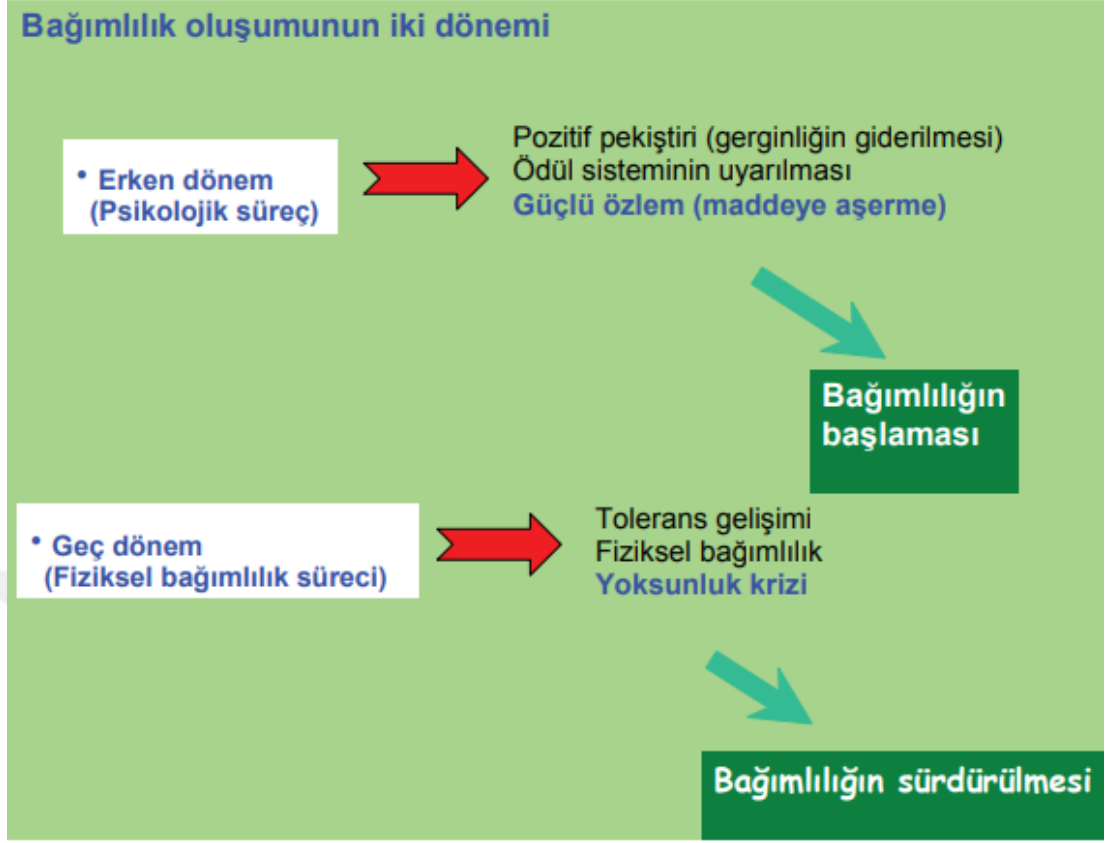 Bağımlılık oluşumunun iki dönemi
• Erken dönem
(Psikolojik süreç)
Pozitif pekiştiri (gerginliğin giderilmesi)
Ödül sisteminin uyarılması
Güçlü özlem (maddeye aşerme)
Bağımlılığın
başlaması
• Geç dönem
(Fiziksel bağımlılık süreci)
Tolerans gelişimi
Fiziksel bağımlılık
Yoksunluk krizi
Bağımlılığın sürdürülmesi